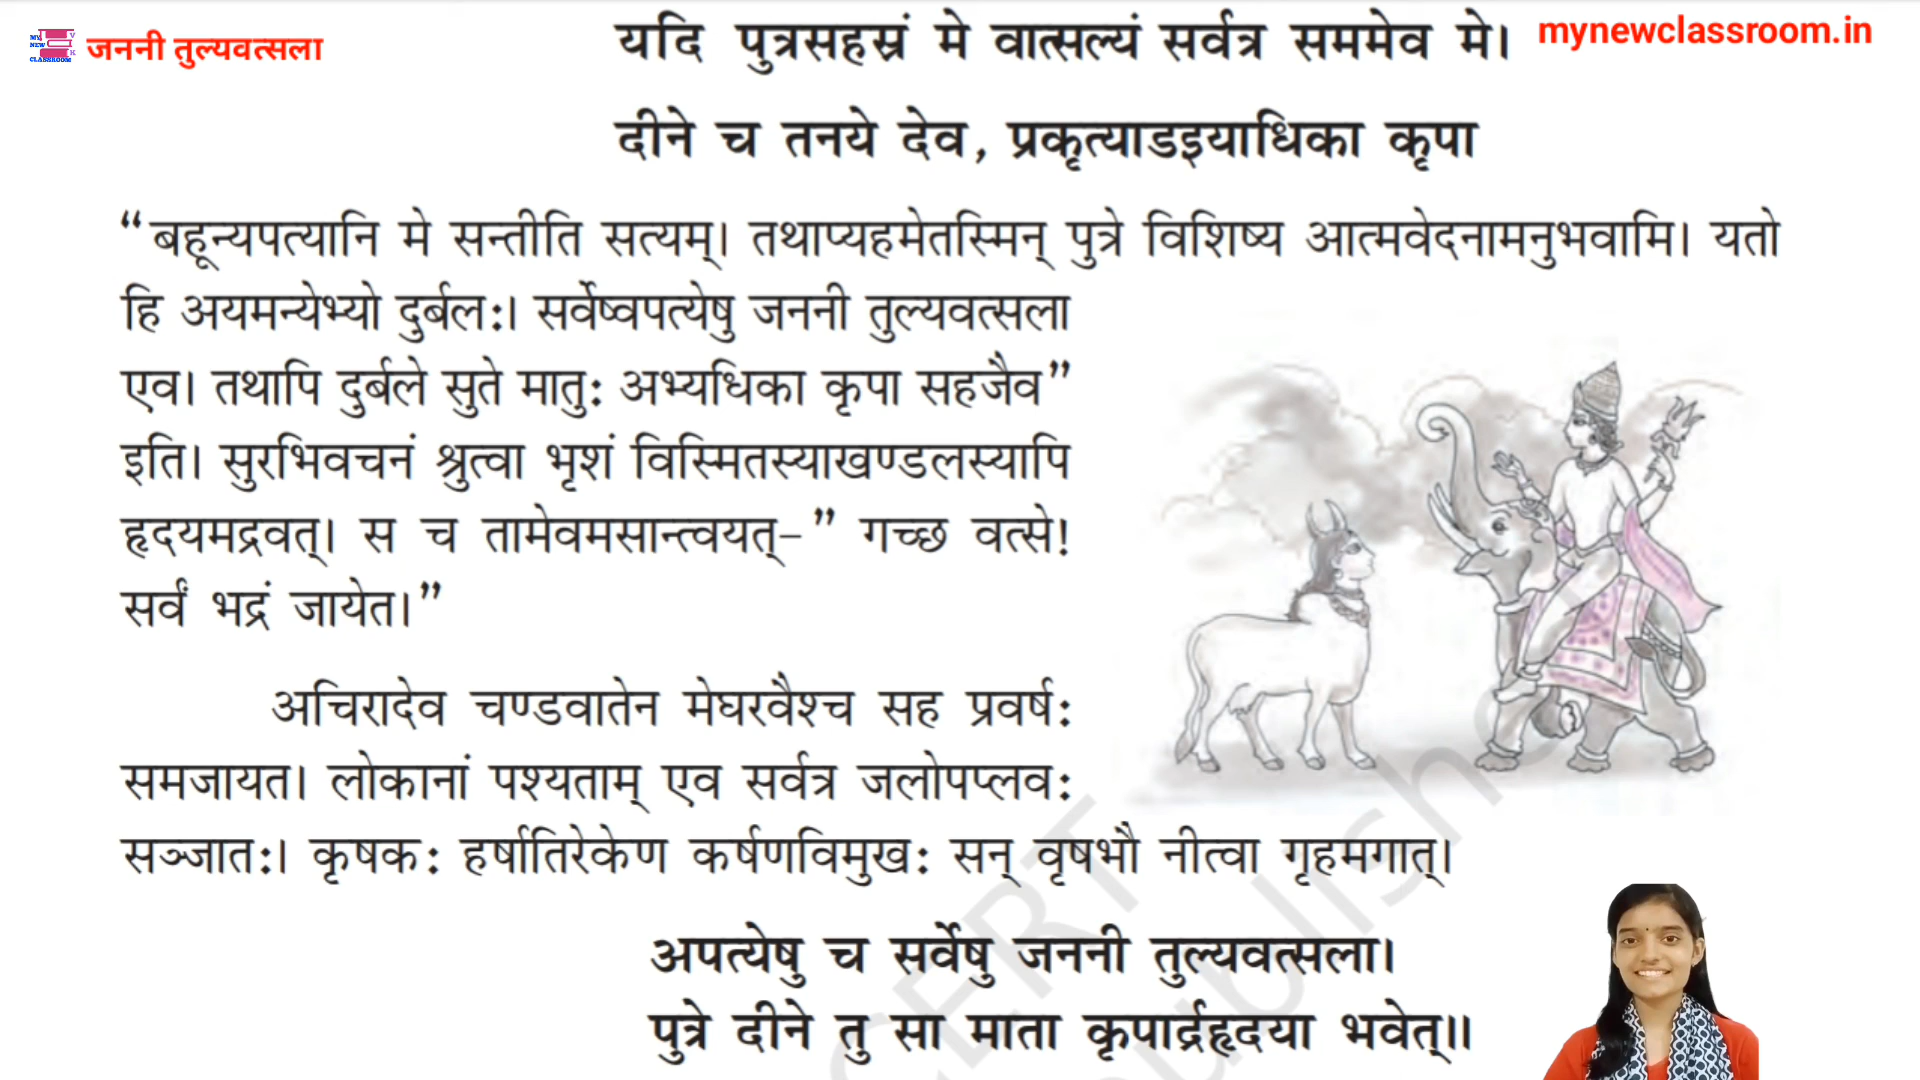 MY NEW CLASSROOM
जननी तुल्यवत्सला
mynewclassroom.in
यदि पुत्रसहस्रं मे वात्सल्यं सर्वत्र सममेव मे।
दीने च तनये देव, प्रकृत्याडइयाधिका कृपा
“बहून्यपत्यानि मे सन्तीति सत्यम्। तथाप्यहमेतस्मिन् पुत्रे विशिष्य आत्मवेदनामनुभवामि। यतो
हि अयमन्येभ्यो दुर्बलः। सर्वेष्वपत्येषु जननी तुल्यवत्सला
एव। तथापि दुर्बले सुते मातुः अभ्यधिका कृपा सहजैव”
इति। सुरभिवचनं श्रुत्वा भृशं विस्मितस्याखण्डलस्यापि
हृदयमद्रवत्। स च तामेवमसान्त्वयत्–” गच्छ वत्से!
सर्वं भद्रं जायेत।”
अचिरादेव चण्डवातेन मेघरवैश्च सह प्रवर्षः
समजायत। लोकानां पश्यताम् एव सर्वत्र जलोपप्लवः
सञ्जातः। कृषकः हर्षातिरेकेण कर्षणविमुखः सन् वृषभौ नीत्वा गृहमगात्।
अपत्येषु च सर्वेषु जननी तुल्यवत्सला।
पुत्रे दीने तु सा माता कृपार्द्रहृदया भवेत्॥